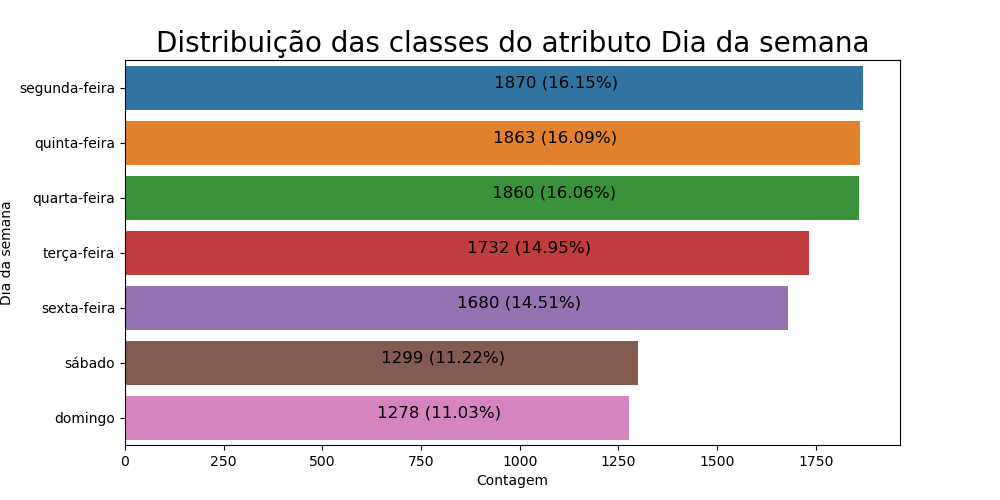 Distribuição das classes do atributo Dia da semana
Dia da semana
segunda-feira 1870 (16.15%)
quinta-feira 1863 (16.09%)
quarta-feira 1860 (16.06%)
terça-feira 1732 (14.95%)
sexta-feira 1680 (14.51%)
sábado 1299 (11.22%)
domingo 1278 (11.03%)
0 250 500 750 1000 1250 1500 1750
Contagem